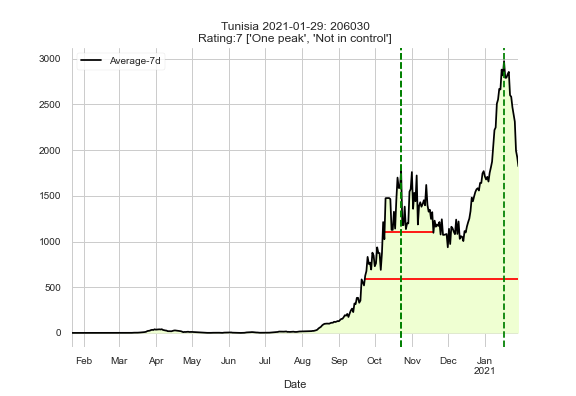 Tunisia 2021-01-29: 206030
Rating:7 ['One peak', 'Not in control']
Average-7d
3000
2500
2000
1500
1000
500
0
Feb Mar Apr May Jun Jul Aug Sep Oct Nov Dec Jan
2021
Date